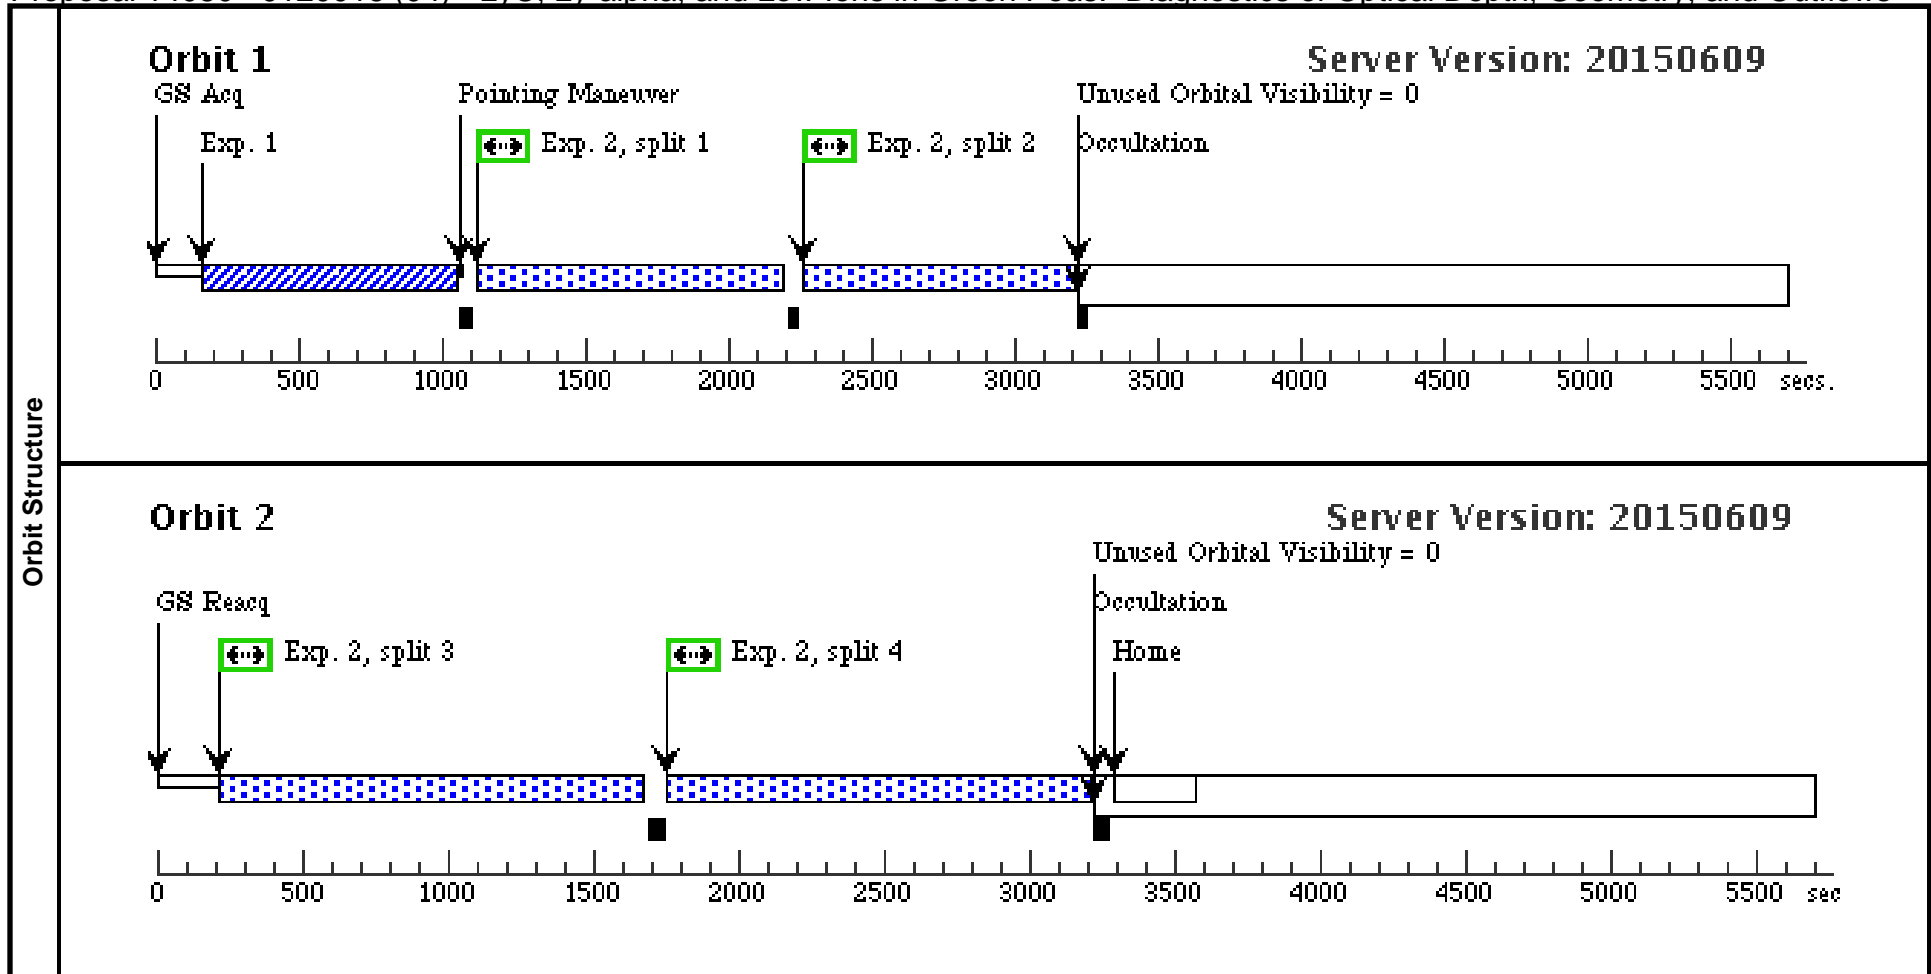 Orbit Structure
Orbit 1
Server Version: 20150609
GS Acq
Pointing Maneuver
Unused Orbital Visibility = 0
Exp. 1
Exp. 2, split 1
Exp. 2, split 2
Occultation
0 500 1000 1500 2000 2500 3000 3500 4000 4500 5000 5500 secs.
Orbit 2
Server Version: 20150609
Unused Orbital Visibility = 0
GS Reacq
Occultation
Exp. 2, split 3
Exp. 2, split 4
Home
0 500 1000 1500 2000 2500 3000 3500 4000 4500 5000 5500 sec